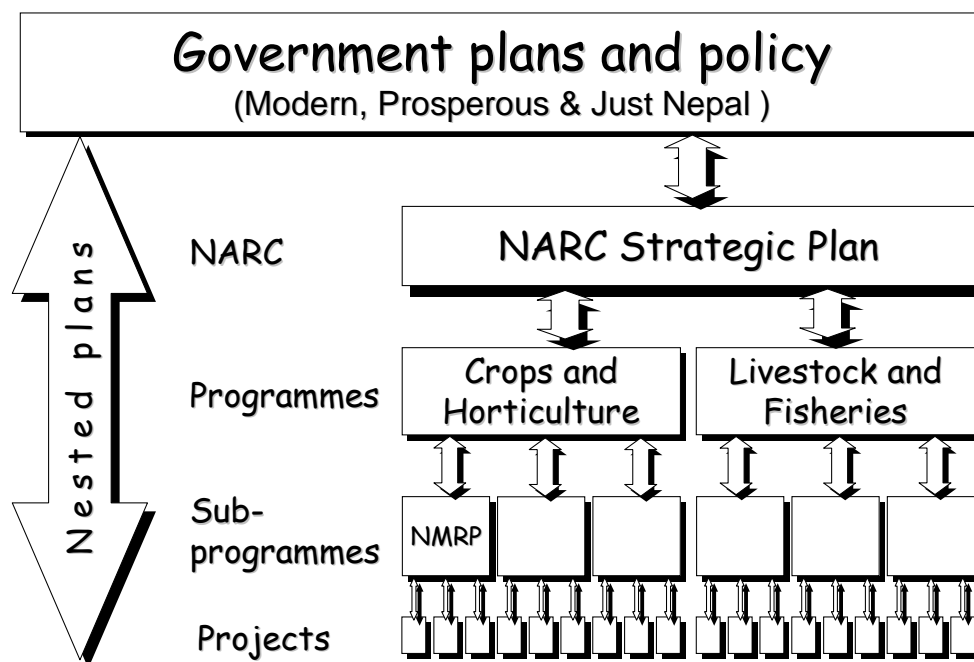 Government plans and policy
(Modern, Prosperous & Just Nepal )
Nested plans
NARC
NARC Strategic Plan
Programmes
Crops and
Horticulture
Livestock and
Fisheries
Sub-
programmes
NMRP
Projects